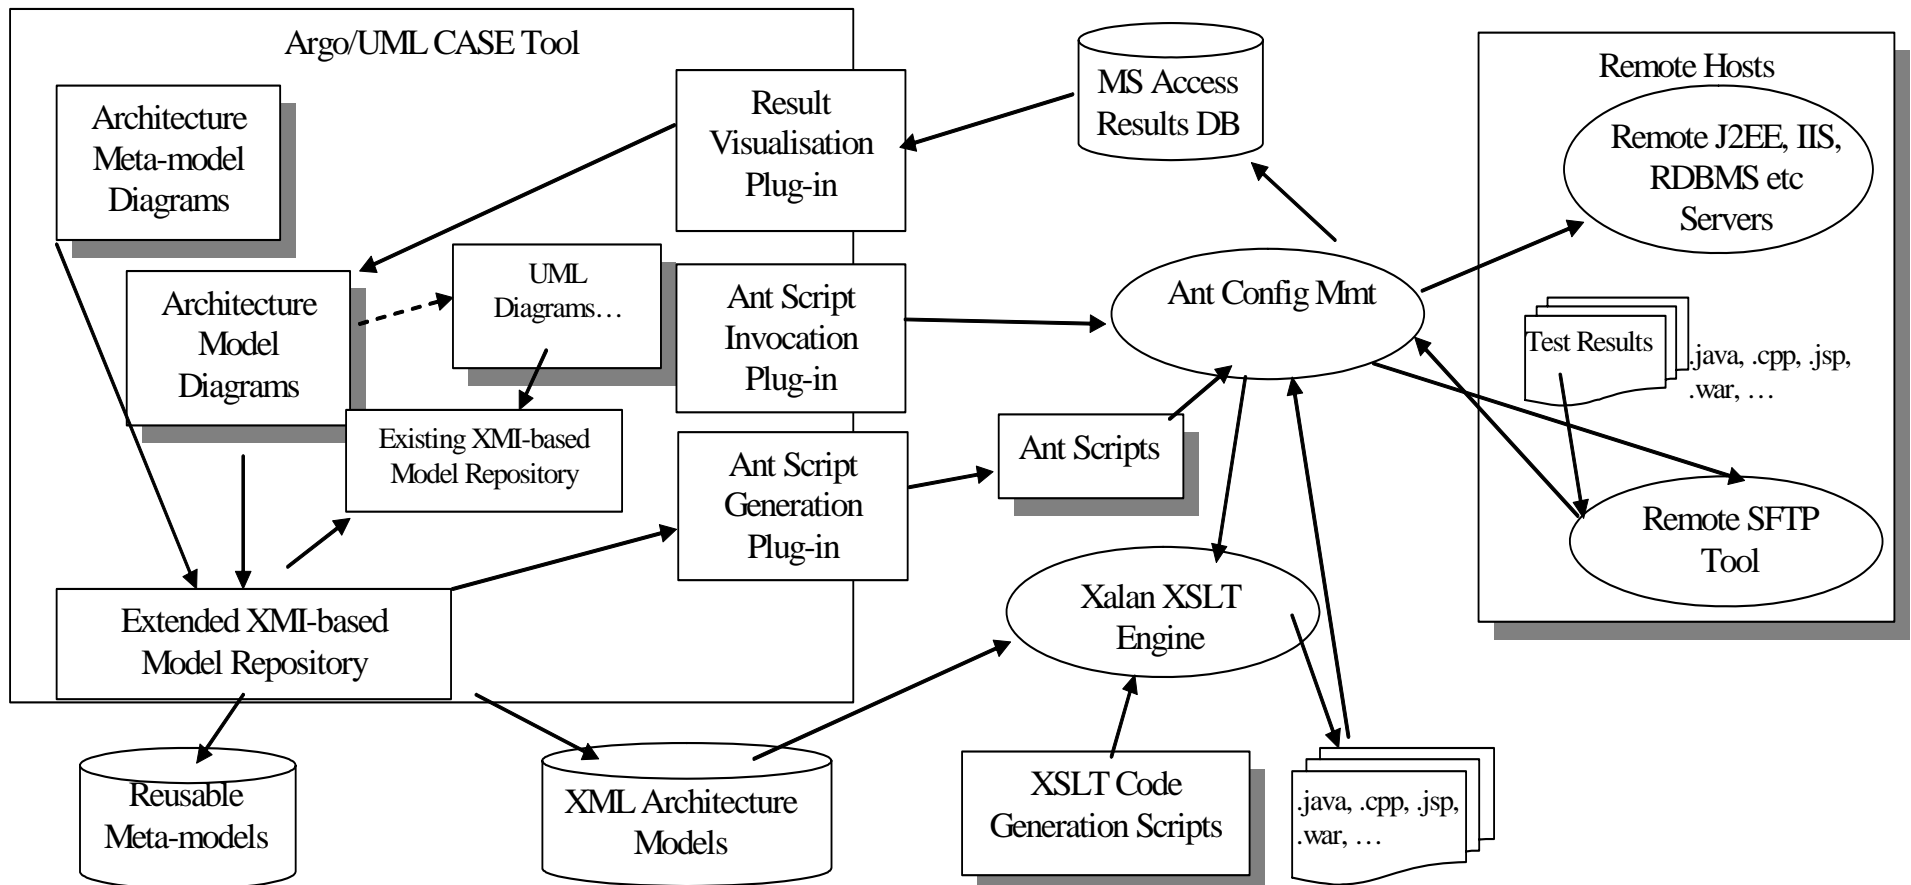 Argo/UML CASE Tool
Architecture
Meta-model
Diagrams
Result
Visualisation
Plug-in
MS Access
Results DB
Remote Hosts
Remote J2EE, IIS,
RDBMS etc
Servers
Architecture
Model
Diagrams
UML
Diagrams…
Ant Script
Invocation
Plug-in
Ant Config Mmt
Test Results
.java, .cpp, .jsp,
.war, …
Existing XMI-based
Model Repository
Ant Script
Generation
Plug-in
Ant Scripts
Remote SFTP
Tool
Extended XMI-based
Model Repository
Xalan XSLT
Engine
Reusable
Meta-models
XML Architecture
Models
XSLT Code
Generation Scripts
.java, .cpp, .jsp,
.war, …